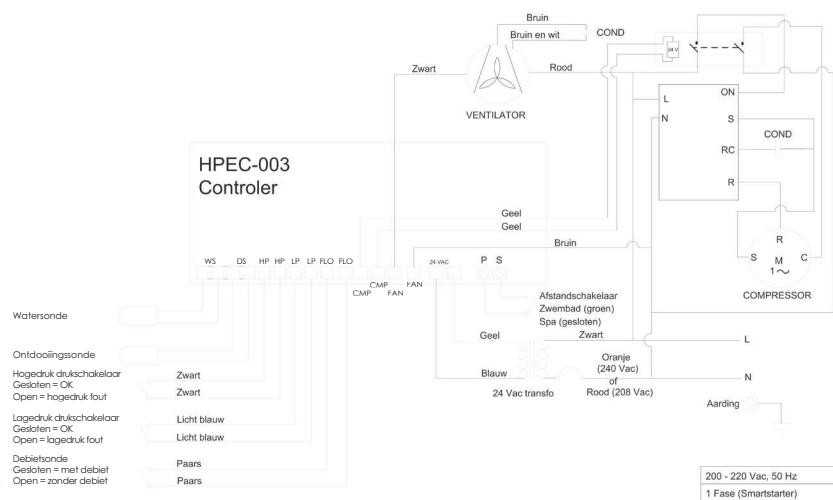 Bruin
Bruin en wit
COND
24 V
Zwart
Rood
VENTILATOR
L
N
ON
S
RC
R
COND
HPEC-003
Controler
Geel
Geel
Bruin
R
S
M
1
C
COMPRESSOR
WS
DS
HP
HP
LP
LP
FLO
FLO
CMP
CMP
FAN
FAN
24 VAC
P
S
Afstandschakelaar
Zwembad (groen)
Spa (gesloten)
Watersonde
Ontdooiïngssonde
Geel
Zwart
L
Blauw
Oranje
(240 Vac)
of
Rood (208 Vac)
N
24 Vac transfo
Aarding
Hogedruk drukschakelaar
Gesloten = OK
Open = hogedruk fout
Zwart
Zwart
Lagedruk drukschakelaar
Gesloten = OK
Open = lagedruk fout
Licht blauw
Licht blauw
Debietsonde
Gesloten = met debiet
Open = zonder debiet
Paars
Paars
200 - 220 Vac, 50 Hz
1 Fase (Smartstarter)